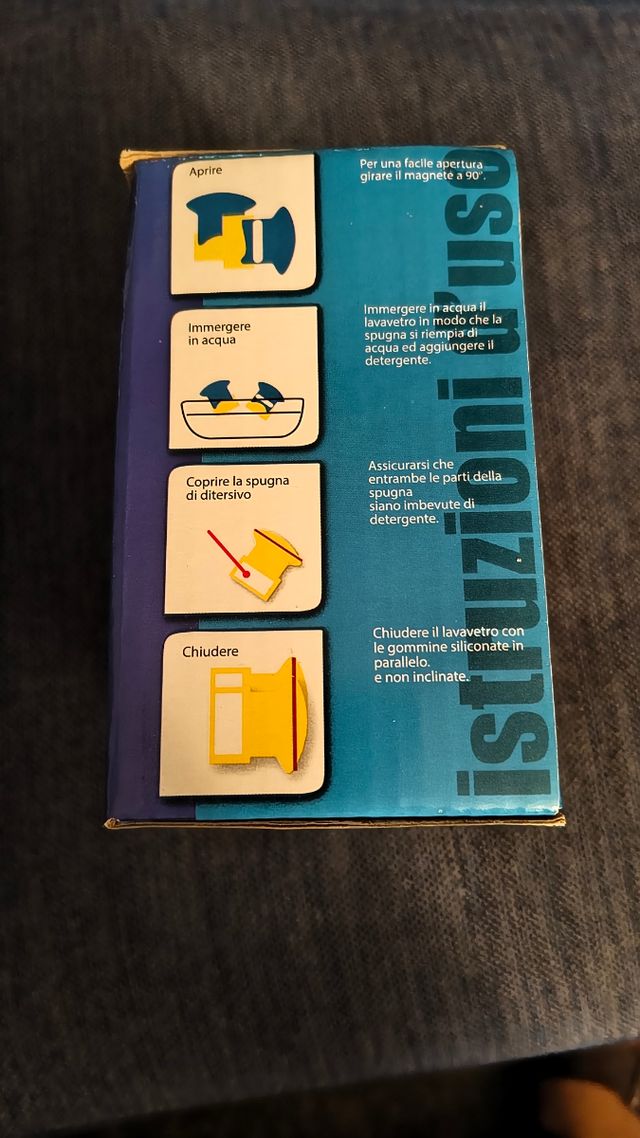 Aprire
Per una facile apertura
girare il magnete a 90°.
Immergere
in acqua
Immergere in acqua il
lavavetro in modo che la
spugna si riempia di
acqua ed aggiungere il
detergente.
Coprire la spugna
di ditersivo
Assicurarsi che
entrambe le parti della
spugna
siano imbevute di
detergente.
Chiudere
Chiudere il lavavetro con
le gommine siliconate in
parallelo.
e non inclinate.
istruzioni d'uso